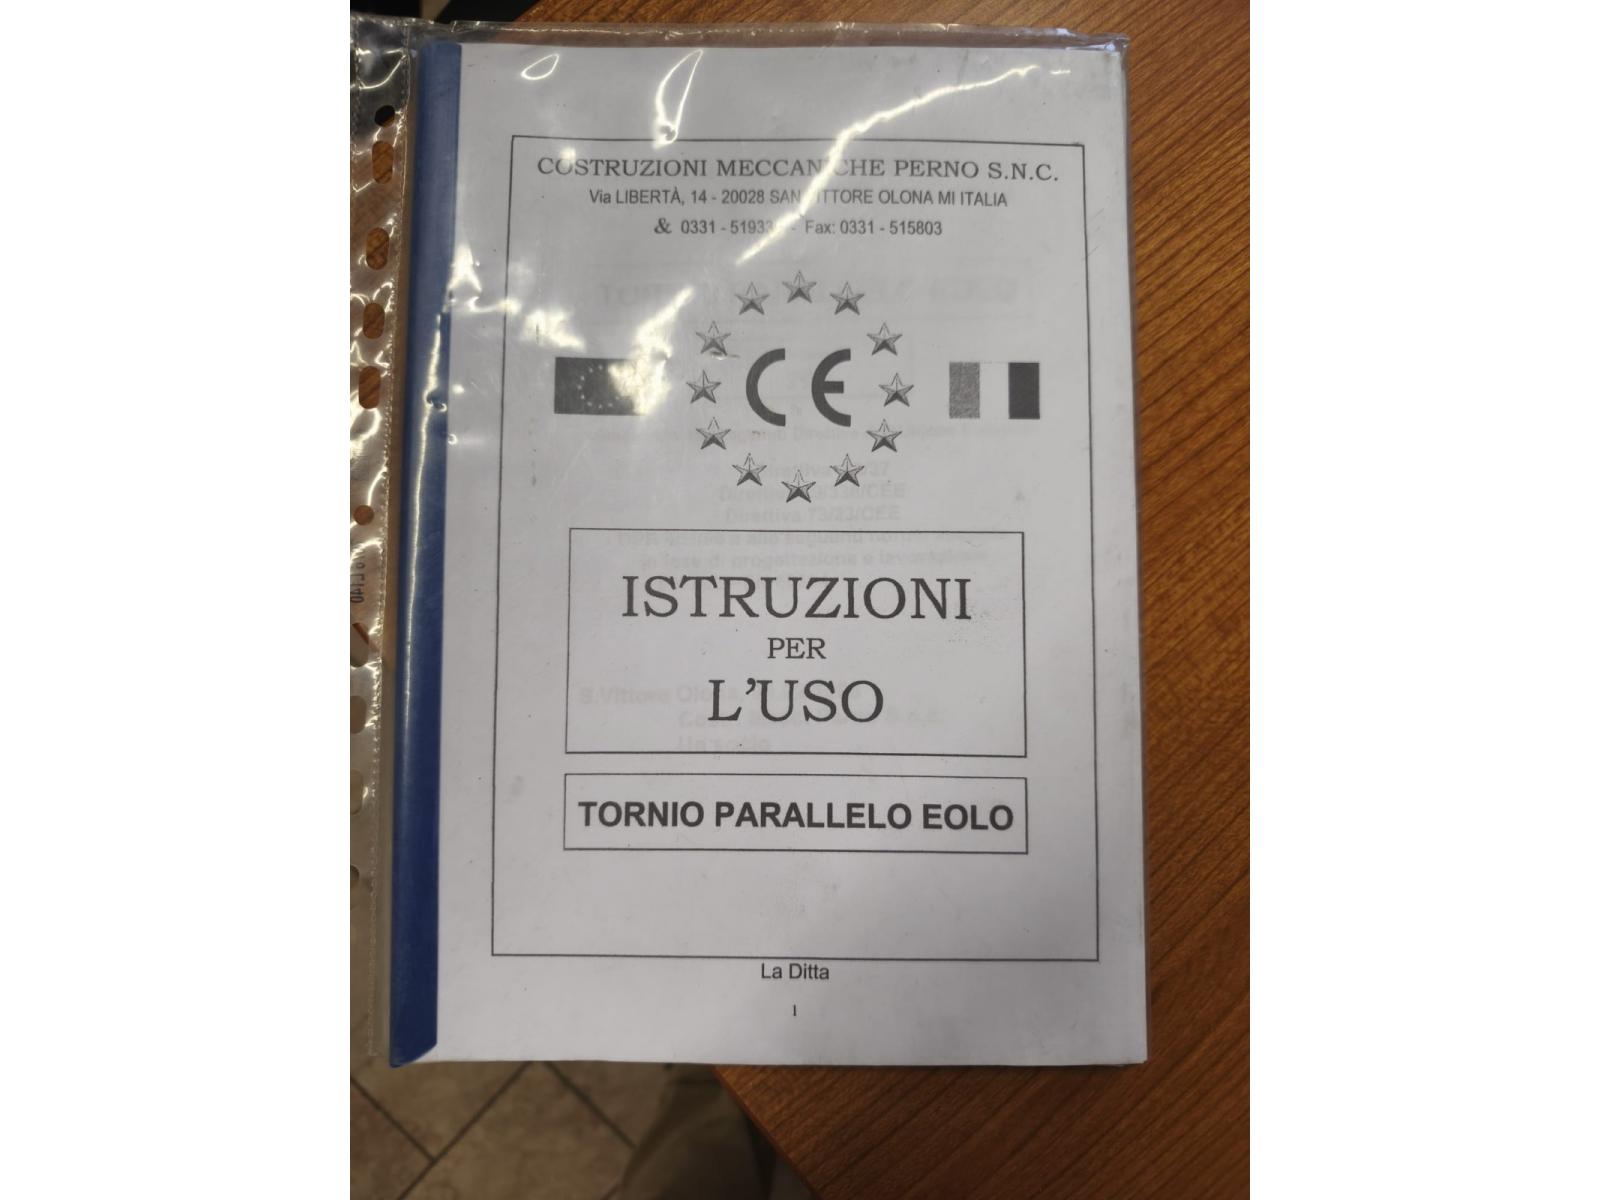 COSTRUZIONI MECCANICHE PERNO S.N.C.
Via LIBERTÀ, 14 - 20028 SAN VITTORE OLONA MI ITALIA
& 0331 - - Fax: 0331 - 515803
CE
ISTRUZIONI
PER
L'USO
TORNIO PARALLELO EOLO
La Ditta
1